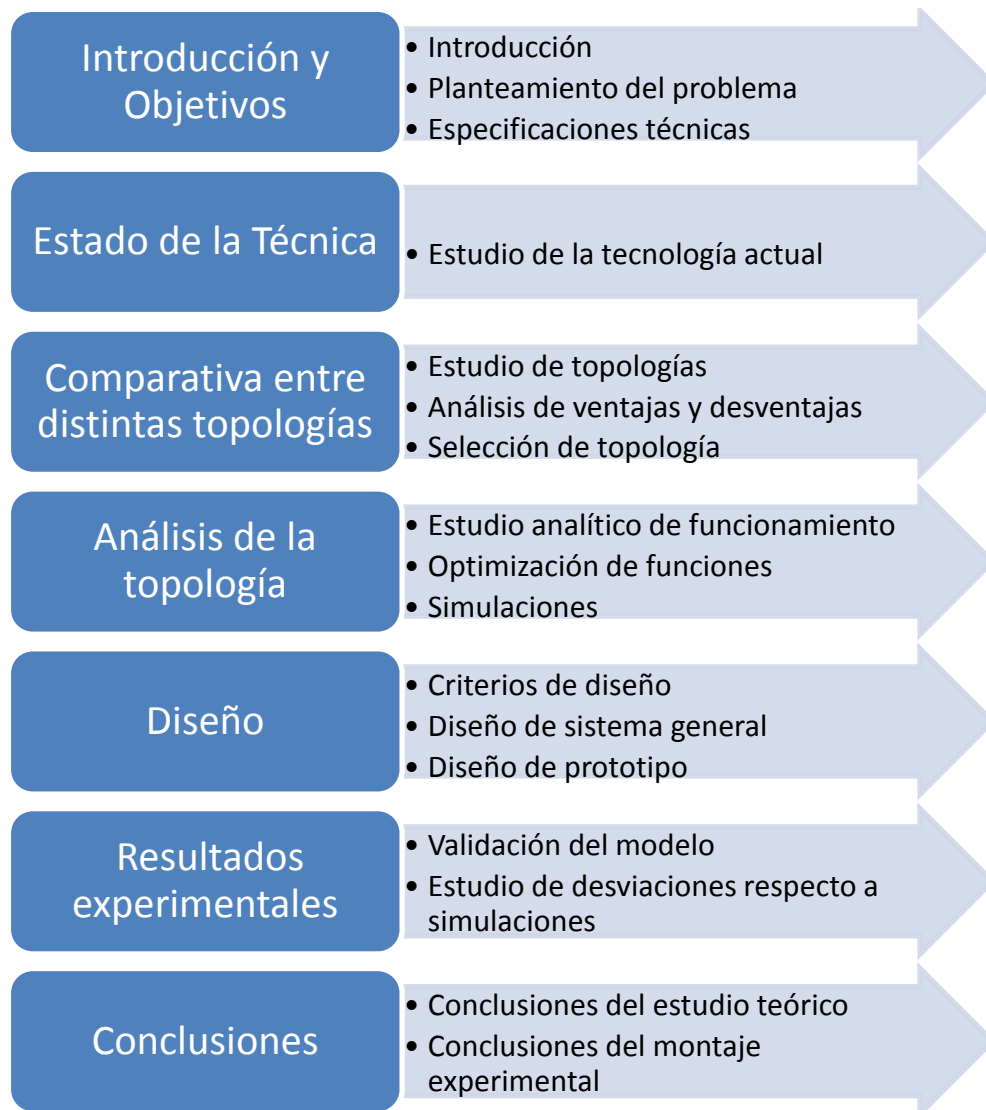 Introducción y
Objetivos
• Introducción
• Planteamiento del problema
• Especificaciones técnicas
Estado de la Técnica
• Estudio de la tecnología actual
Comparativa entre
distintas topologías
• Estudio de topologías
• Análisis de ventajas y desventajas
• Selección de topología
Análisis de la
topología
• Estudio analítico de funcionamiento
• Optimización de funciones
• Simulaciones
Diseño
• Criterios de diseño
• Diseño de sistema general
• Diseño de prototipo
Resultados
experimentales
• Validación del modelo
• Estudio de desviaciones respecto a
simulaciones
Conclusiones
• Conclusiones del estudio teórico
• Conclusiones del montaje
experimental